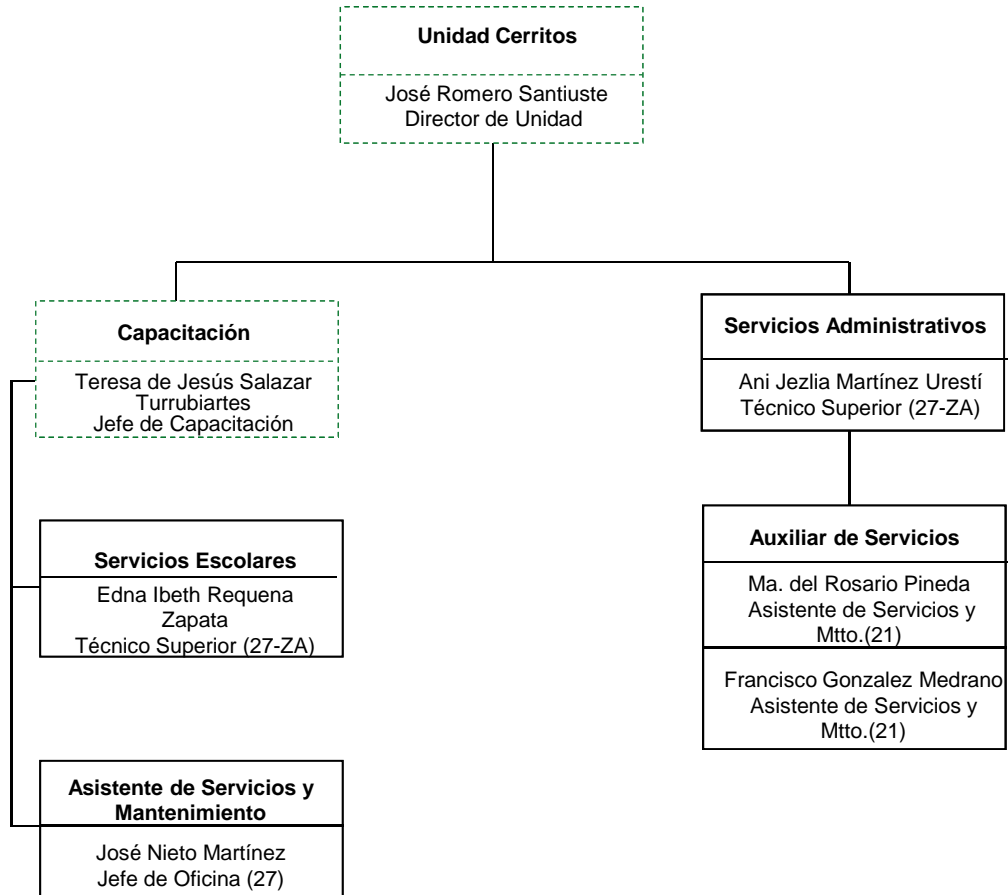 Unidad Cerritos
José Romero Santiuste
Director de Unidad
Capacitación
Teresa de Jesús Salazar
Turrubiartes
Jefe de Capacitación
Servicios Administrativos
Ani Jezlia Martínez Urestí
Técnico Superior (27-ZA)
Servicios Escolares
Edna Ibeth Requena
Zapata
Técnico Superior (27-ZA)
Auxiliar de Servicios
Ma. del Rosario Pineda
Asistente de Servicios y
Mtto.(21)
Francisco Gonzalez Medrano
Asistente de Servicios y
Mtto.(21)
Asistente de Servicios y
Mantenimiento
José Nieto Martínez
Jefe de Oficina (27)